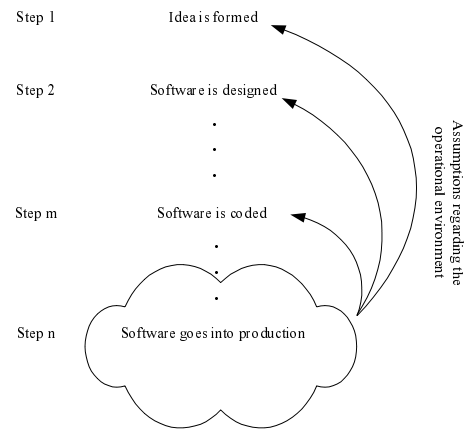 Step 1 Idea is formed
Step 2 Software is designed
Step m Software is coded
Step n Software goes into production
Assumptions regarding the
operational environment